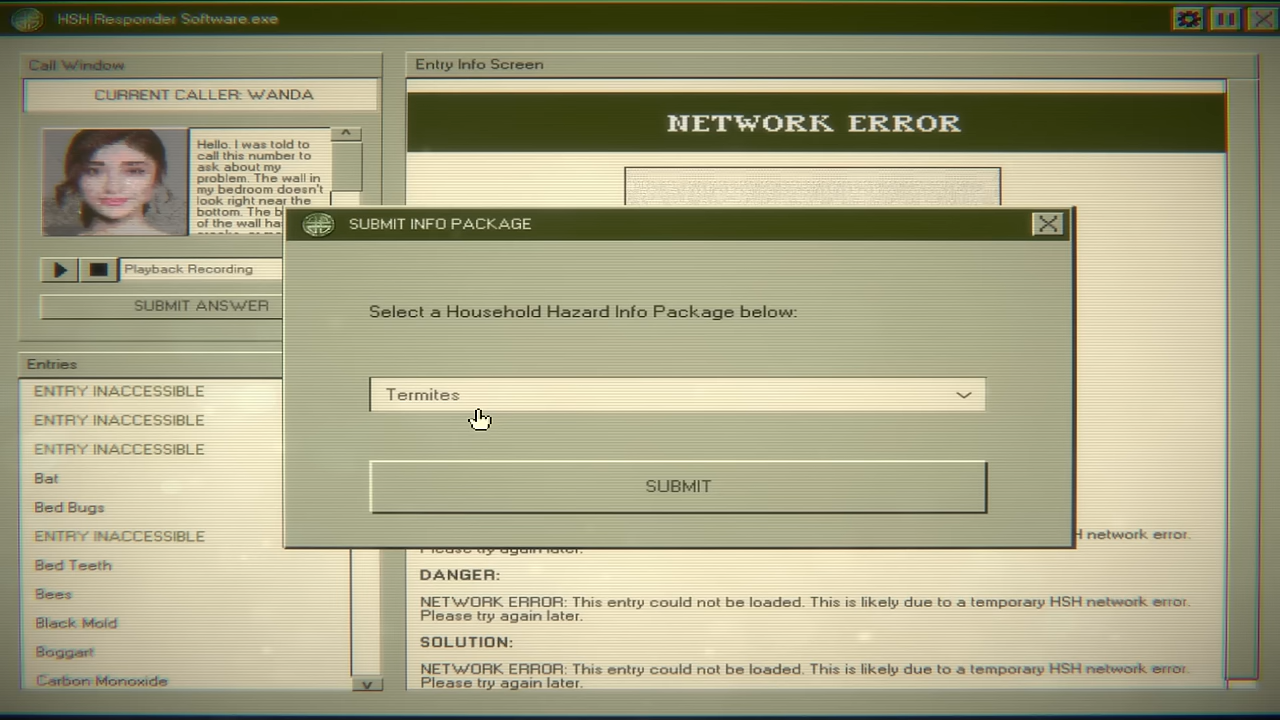 HSH Responder Software.exe
Call Window
CURRENT CALLER: WANDA
Hello. I was told to
call this number to
ask about my
problem. The wall in
my bedroom doesn't
look right near the
bottom. The b
of the wall ha
Playback Recording
SUBMIT ANSWER
Entries
ENTRY INACCESSIBLE
ENTRY INACCESSIBLE
ENTRY INACCESSIBLE
Bat
Bed Bugs
ENTRY INACCESSIBLE
Bed Teeth
Bees
Black Mold
Boggart
Carbon Monoxide
Entry Info Screen
NETWORK ERROR
SUBMIT INFO PACKAGE
Select a Household Hazard Info Package below:
Termites
SUBMIT
H network error.
Please try again later.
DANGER:
NETWORK ERROR: This entry could not be loaded. This is likely due to a temporary HSH network error.
Please try again later.
SOLUTION:
NETWORK ERROR: This entry could not be loaded. This is likely due to a temporary HSH network error.
Please try again later.